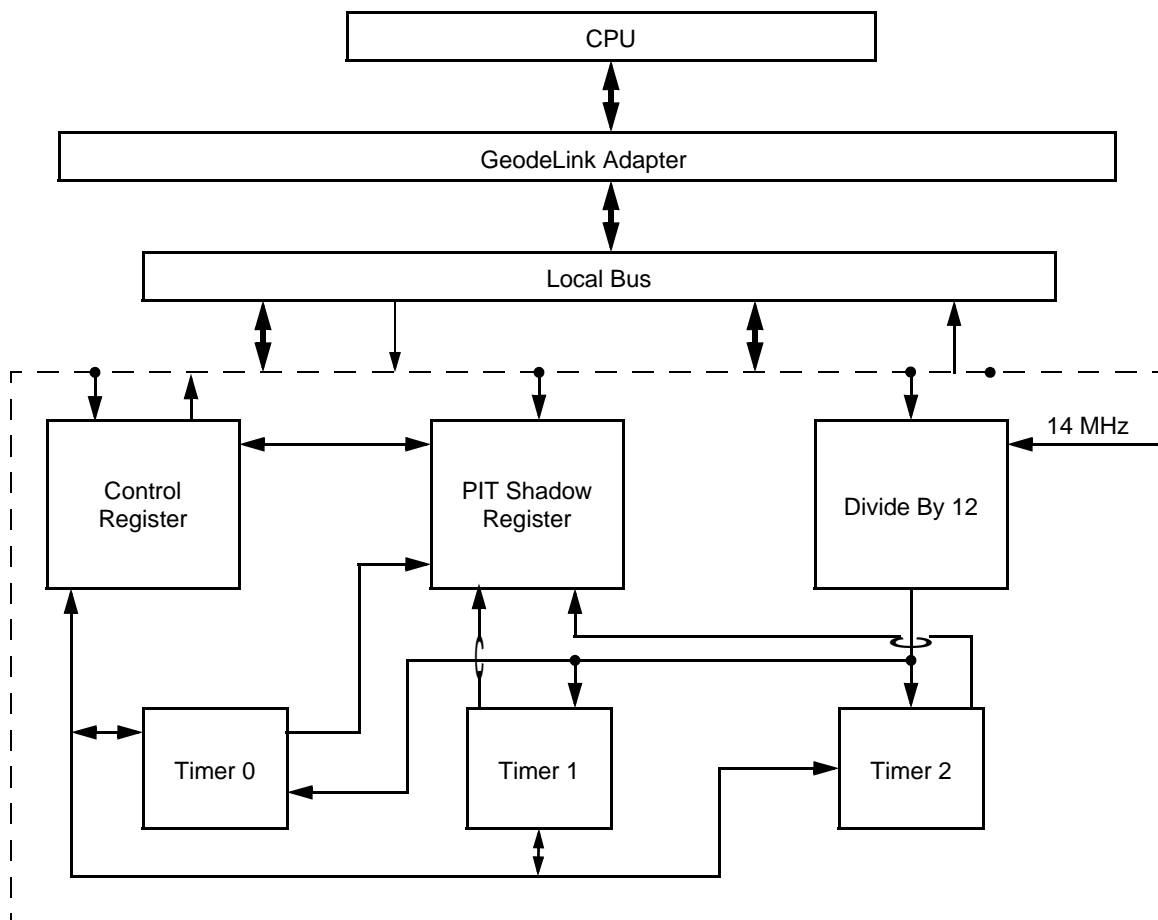 CPU
GeodeLink Adapter
Local Bus
14 MHz
Control
Register
PIT Shadow
Register
Divide By 12
Timer 0
Timer 1
Timer 2